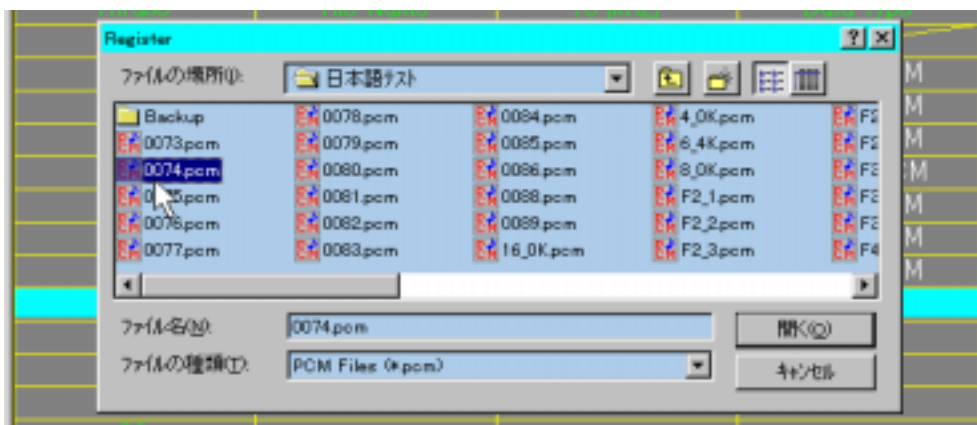 Register
ファイルの場所(I):
日本語テスト
Backup 0078.pcm 0084.pcm 4_0K.pcm
0073.pcm 0079.pcm 0085.pcm 6_4K.pcm
0074.pcm 0080.pcm 0086.pcm 8_0K.pcm
0081.pcm 0088.pcm F2_1.pcm
0076.pcm 0082.pcm 0089.pcm F2_2.pcm
0077.pcm 0083.pcm 16_0K.pcm F2_3.pcm F4
ファイル名(N):
0074.pcm
開く(O)
ファイルの種類(T):
PCM Files (*.pcm)
キャンセル